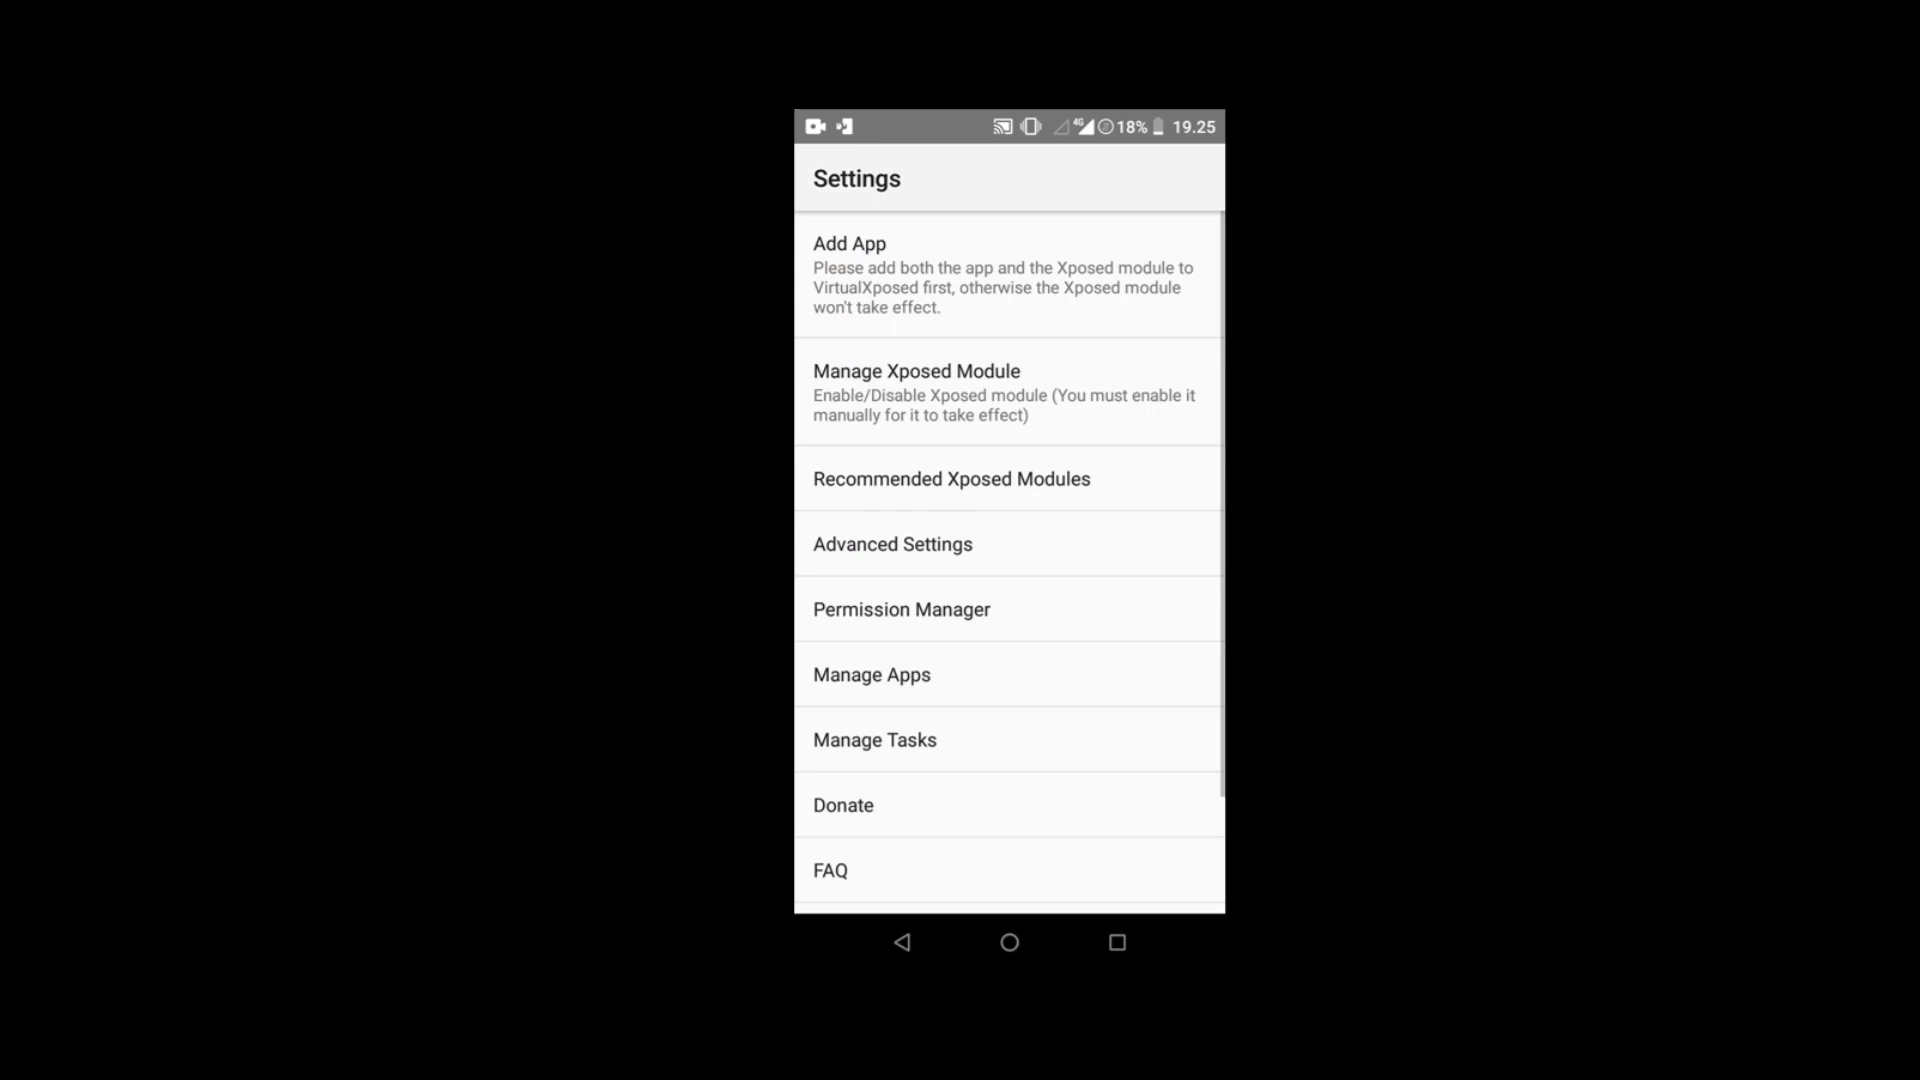 4G 18% 19.25
Settings
Add App
Please add both the app and the Xposed module to
VirtualXposed first, otherwise the Xposed module
won't take effect.
Manage Xposed Module
Enable/Disable Xposed module (You must enable it
manually for it to take effect)
Recommended Xposed Modules
Advanced Settings
Permission Manager
Manage Apps
Manage Tasks
Donate
FAQ